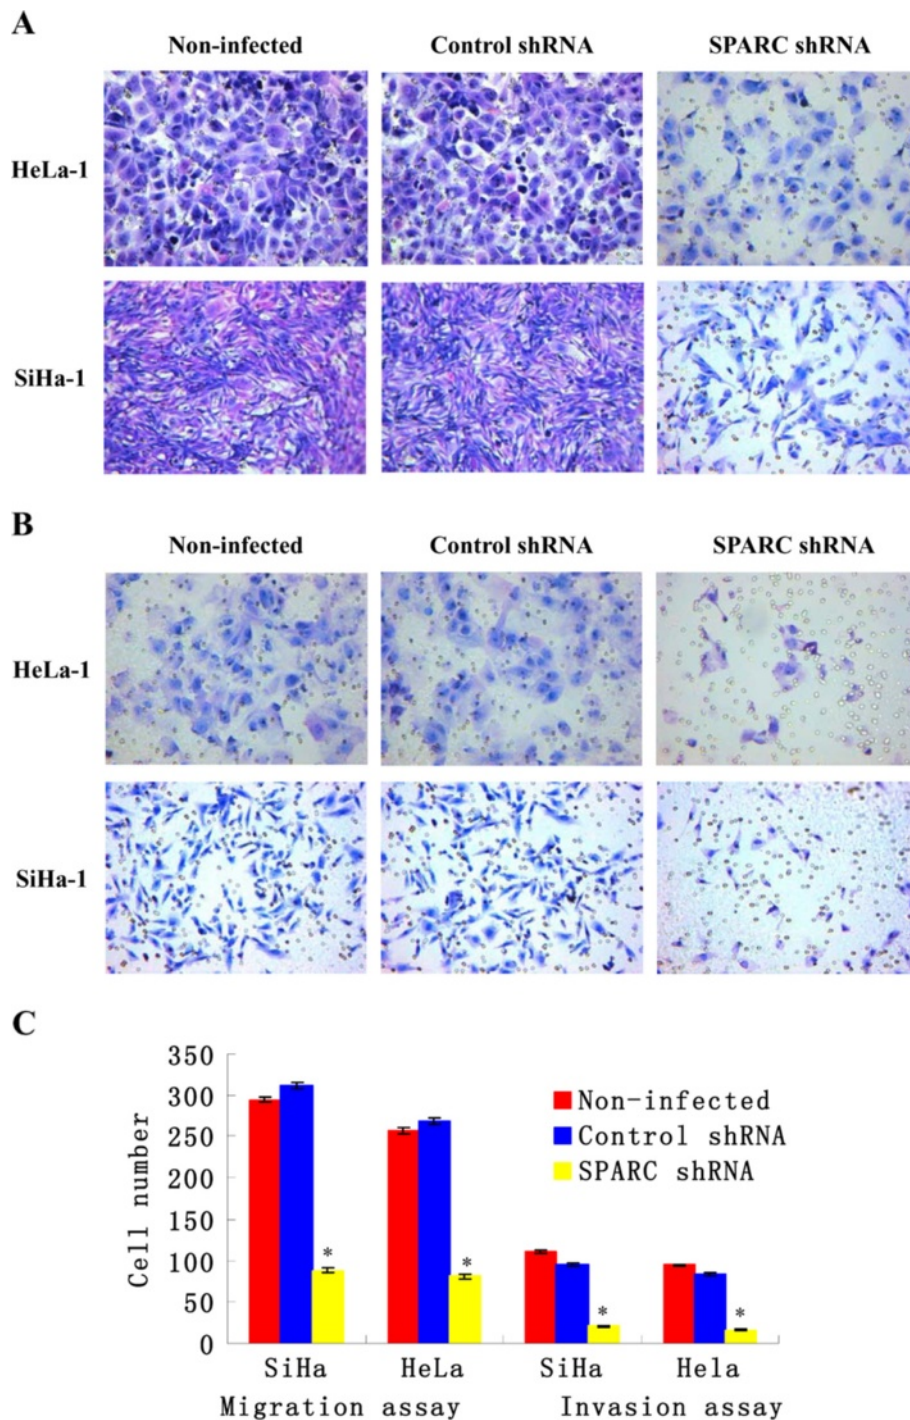 A
Non-infected Control shRNA SPARC shRNA
HeLa-1
SiHa-1
B
Non-infected Control shRNA SPARC shRNA
HeLa-1
SiHa-1
C
Cell number
350
300
250
200
150
100
50
0
Non-infected
Control shRNA
SPARC shRNA
* * * *
SiHa HeLa SiHa Hela
Migration assay Invasion assay